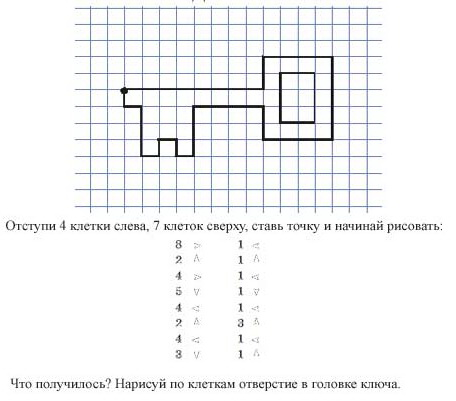 Отступи 4 клетки слева, 7 клеток сверху, ставь точку и начинай рисовать:
8 > 1 <
2 ^ 1 ^
4 > 1 <
5 v 1 v
4 < 1 <
2 ^ 3 ^
4 < 1 <
3 v 1 ^
Что получилось? Нарисуй по клеткам отверстие в головке ключа.